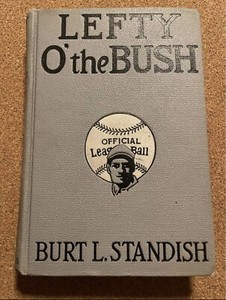 LEFTY
O' the BUSH
OFFICIAL
League Ball
BURT L. STANDISH